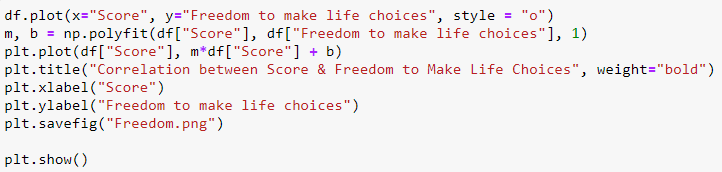 df.plot(x="Score", y="Freedom to make life choices", style = "o")
m, b = np.polyfit(df["Score"], df["Freedom to make life choices"], 1)
plt.plot(df["Score"], m*df["Score"] + b)
plt.title("Correlation between Score & Freedom to Make Life Choices", weight="bold")
plt.xlabel("Score")
plt.ylabel("Freedom to make life choices")
plt.savefig("Freedom.png")
plt.show()